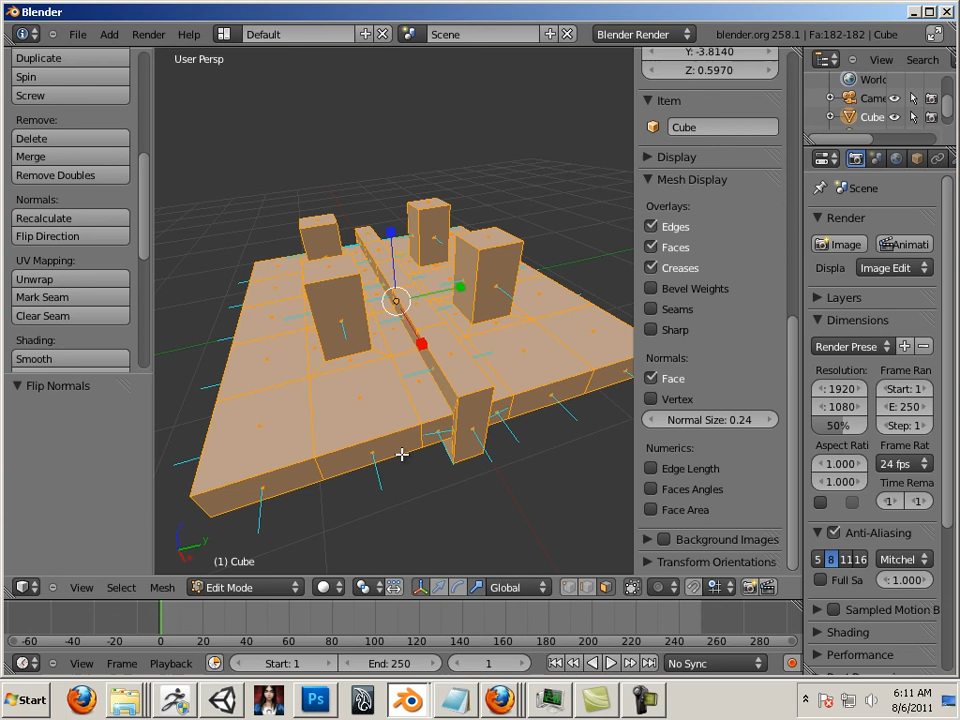 Blender
File Add Render Help Default Scene Blender Render blender.org 258.1 | Fa:182-182 | Cube
Duplicate
Spin
Screw
Remove:
Delete
Merge
Remove Doubles
Normals:
Recalculate
Flip Direction
UV Mapping:
Unwrap
Mark Seam
Clear Seam
Shading:
Smooth
Flip Normals
User Persp
(1) Cube
Y: -3.8140
Z: 0.5970
Item
Cube
Display
Mesh Display
Overlays:
Edges
Faces
Creases
Bevel Weights
Seams
Sharp
Normals:
Face
Vertex
Normal Size: 0.24
Numerics:
Edge Length
Faces Angles
Face Area
Background Images
Transform Orientations
View Search
Worlc
Came
Cube
Scene
Render
Image Animati
Displa Image Edit
Layers
Dimensions
Render Prese
Resolution: Frame Ran
: 1920 Start: 1
: 1080 E: 250
50% Step: 1
Aspect Rati Frame Rat
: 1.000 24 fps
: 1.000 Time Rema
1 1
Anti-Aliasing
5 8 11 16 Mitchel
Full Sa : 1.000
Sampled Motion B
Shading
Performance
View Select Mesh Edit Mode Global
-60 -40 -20 0 20 40 60 80 100 120 140 160 180 200 220 240 260 280
View Frame Playback Start: 1 End: 250 1 No Sync
Start Ps 6:11 AM
8/6/2011